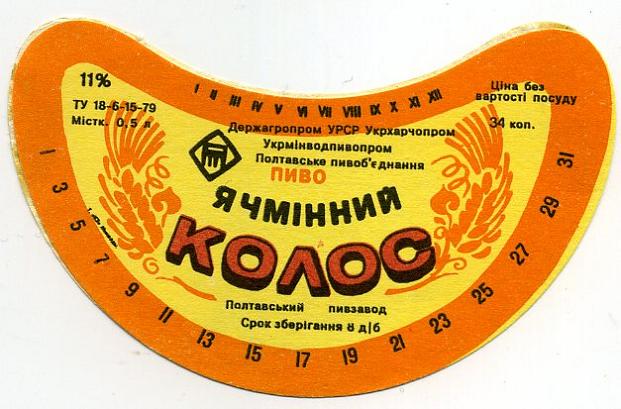 I II III IV V VI VII VIII IX X XI XII
11%
ТУ 18-6-15-79
Містк. 0,5 л
Ціна без
вартості посуду
34 коп.
Держагропром УРСР Укрхарчопром
Укрмінводпивопром
Полтавське пивоб'єднання
ПИВО
ЯЧМІННИЙ
КОЛОС
Полтавський пивзавод
Срок зберігання 8 діб
1 3 5 7 9 11 13 15 17 19 21 23 25 27 29 31